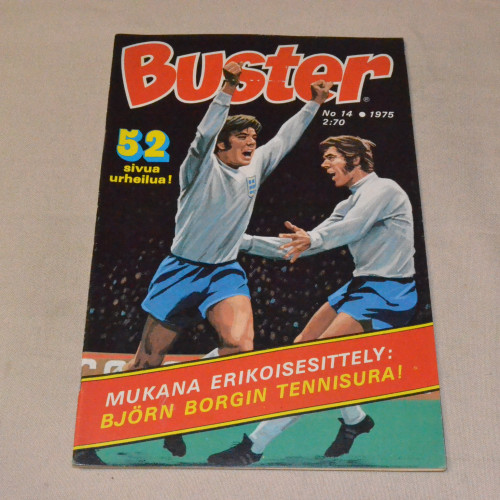 Buster
®
No 14 • 1975
2:70
52
sivua
urheilua!
MUKANA ERIKOISESITTELY:
BJÖRN BORGIN TENNISURA!